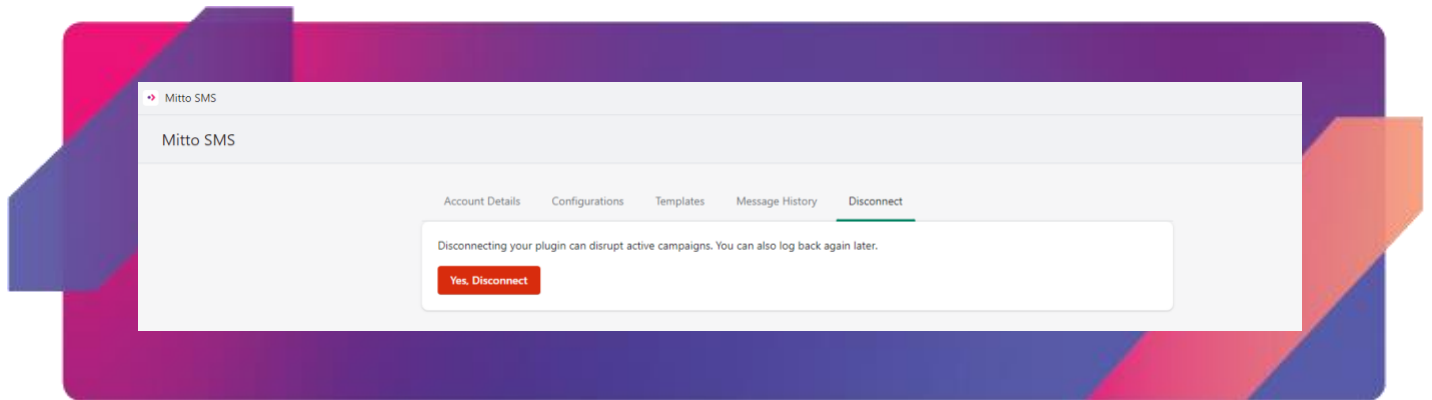 Mitto SMS
Mitto SMS
Account Details Configurations Templates Message History Disconnect
Disconnecting your plugin can disrupt active campaigns. You can also log back again later.
Yes, Disconnect